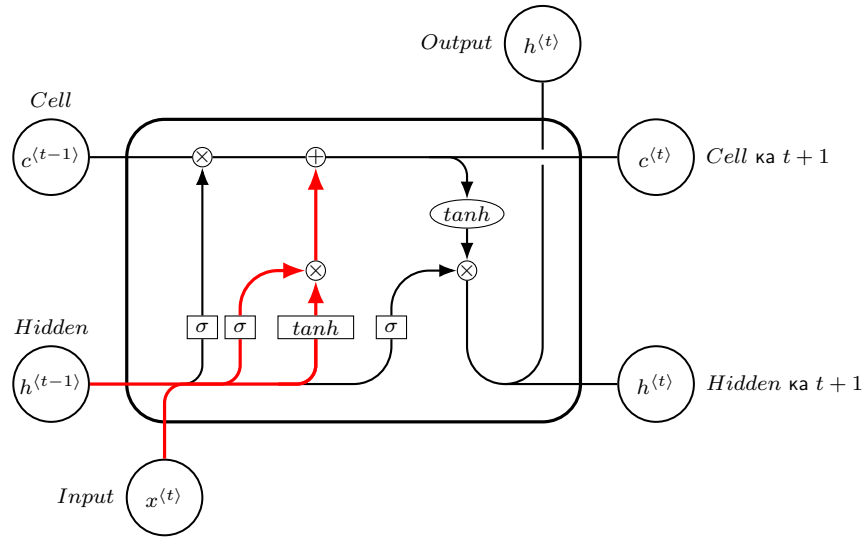 Output
h⟨t⟩
Cell
c⟨t−1⟩
×
+
c⟨t⟩
Cell ка t + 1
tanh
×
×
σ
σ
tanh
σ
Hidden
h⟨t−1⟩
h⟨t⟩
Hidden ка t + 1
Input
x⟨t⟩